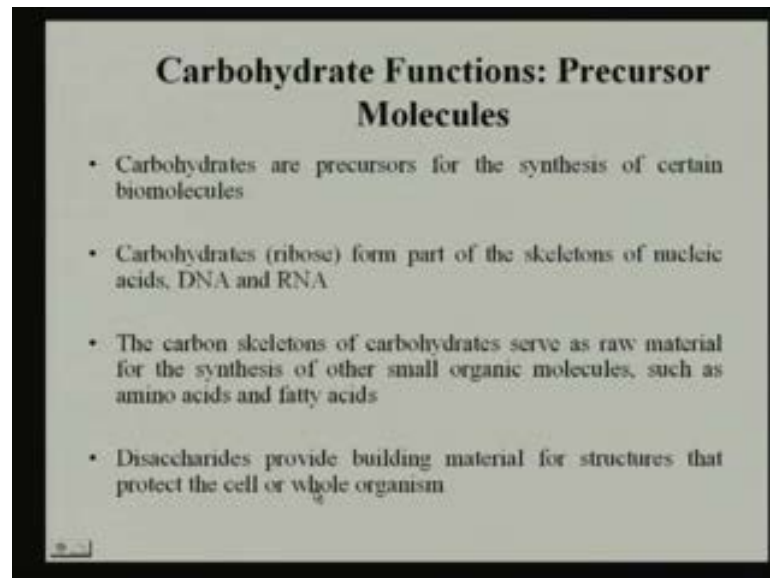 Carbohydrate Functions: Precursor
Molecules
• Carbohydrates are precursors for the synthesis of certain
biomolecules
• Carbohydrates (ribose) form part of the skeletons of nucleic
acids, DNA and RNA
• The carbon skeletons of carbohydrates serve as raw material
for the synthesis of other small organic molecules, such as
amino acids and fatty acids
• Disaccharides provide building material for structures that
protect the cell or whole organism